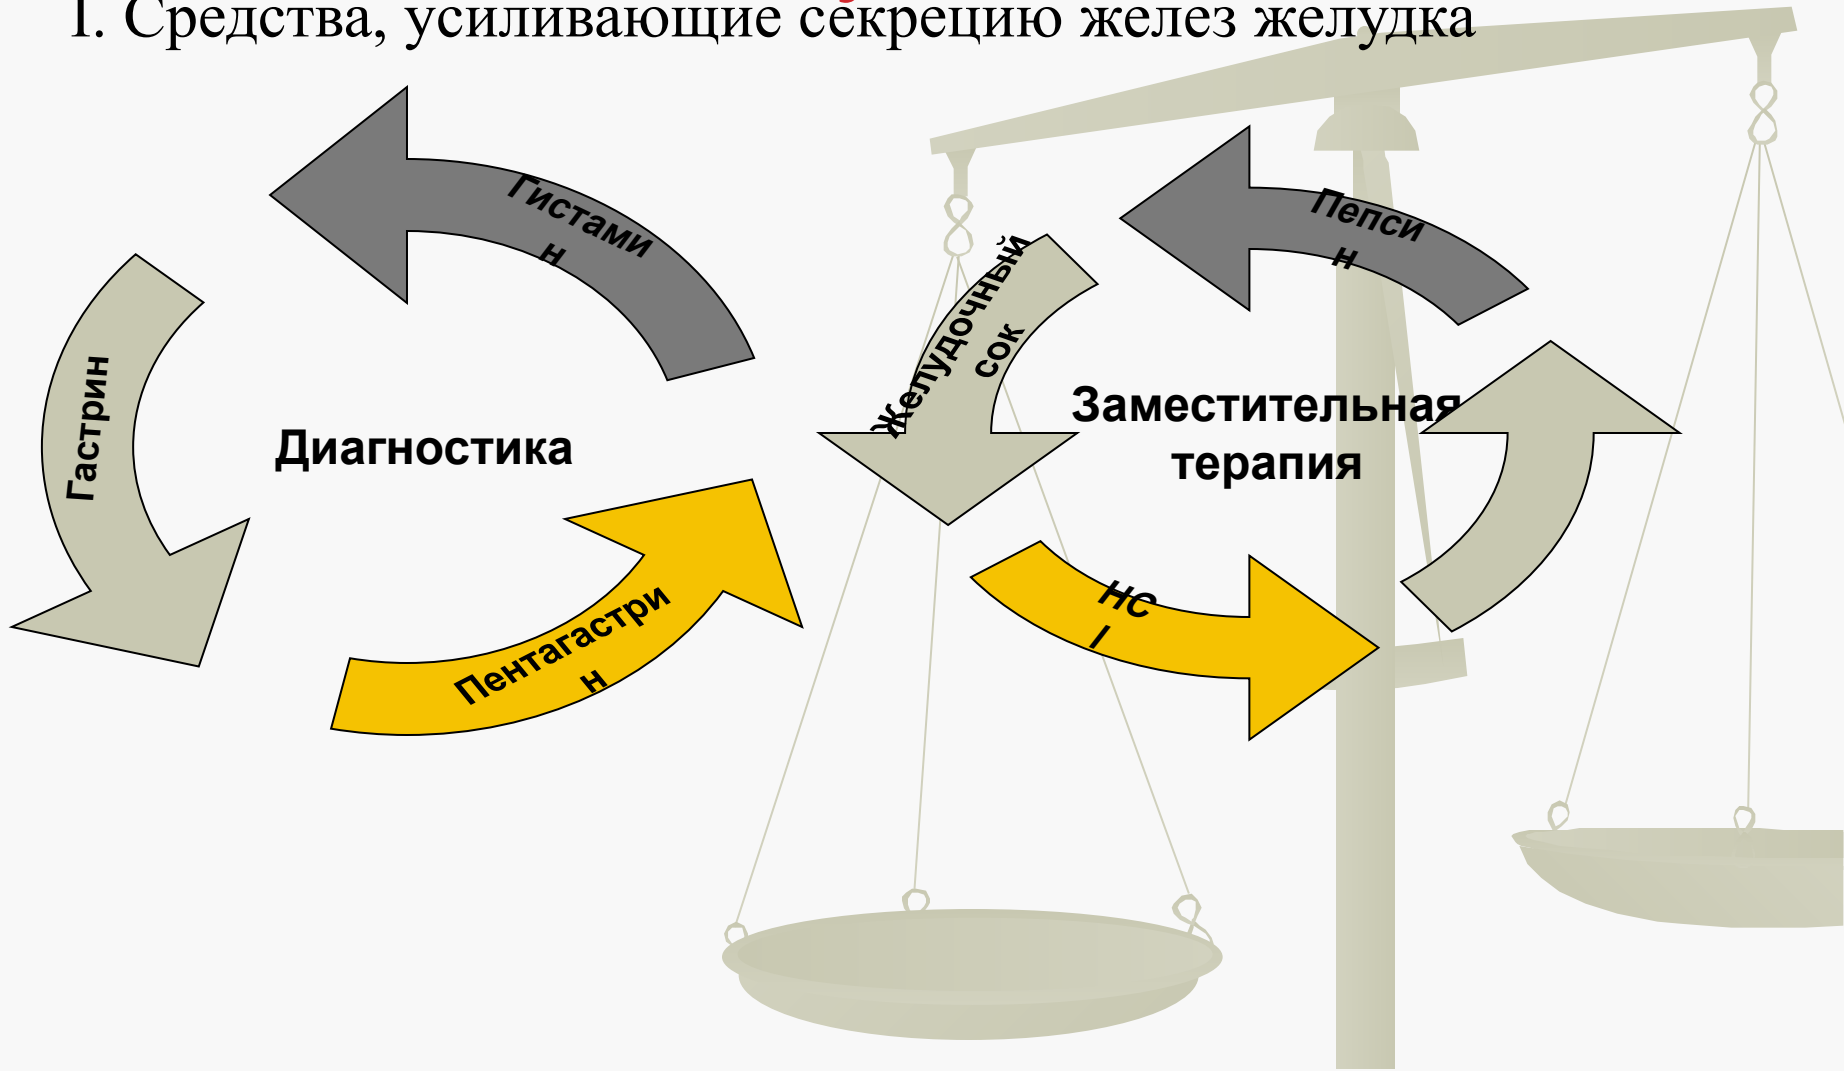 I. Средства, усиливающие секрецию желез желудка
Гистами
н
Гастрин
Диагностика
Пентагастри
н
Пепси
н
Желудочный
сок
Заместительная
терапия
HC
l